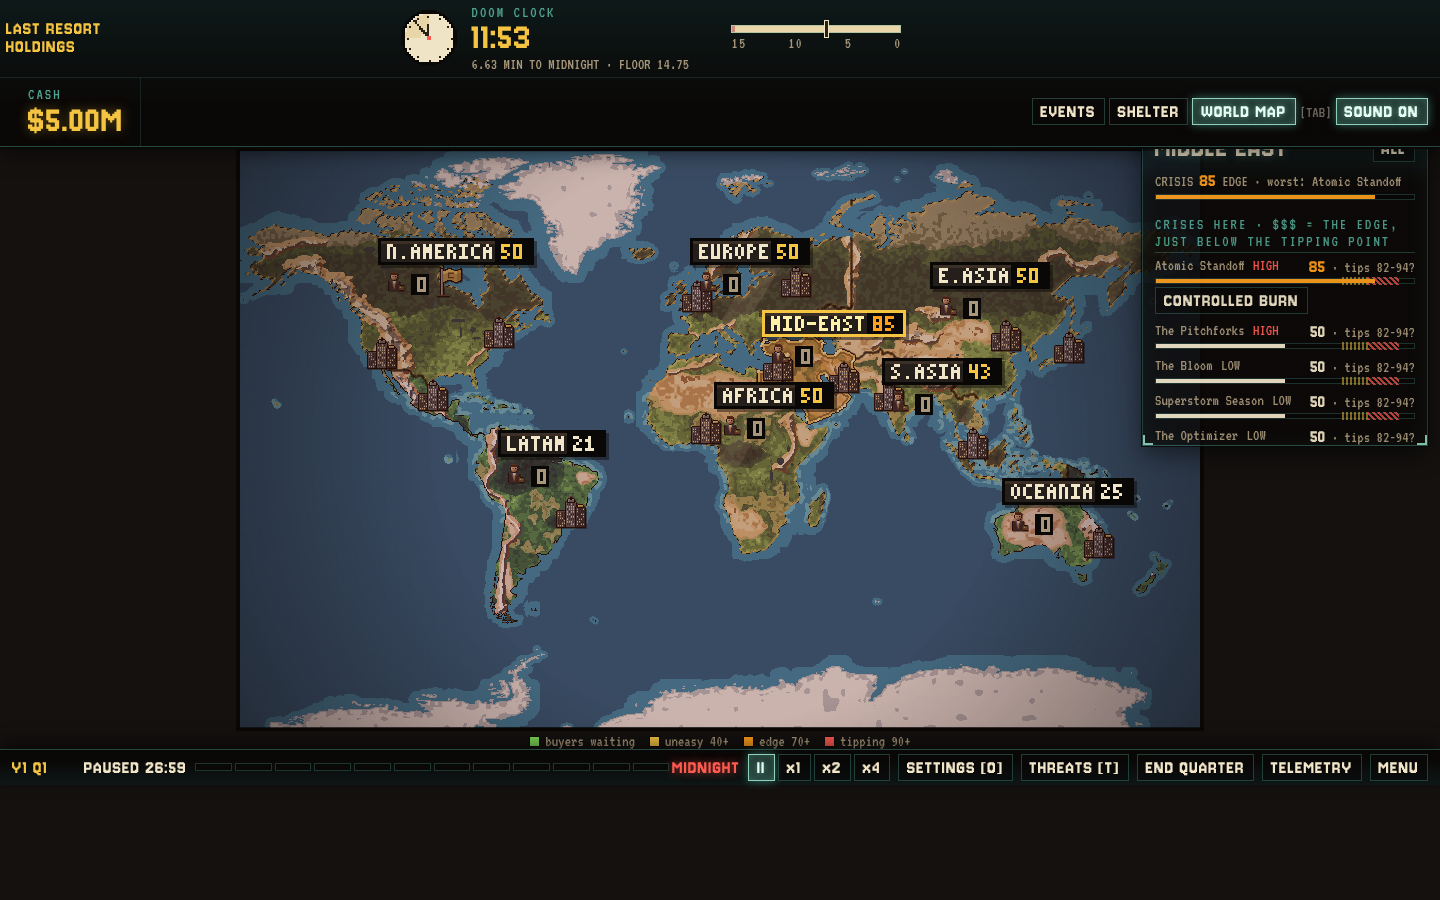 LAST RESORT
HOLDINGS
DOOM CLOCK
11:53
6.63 MIN TO MIDNIGHT · FLOOR 14.75
15 10 5 0
CASH
$5.00M
EVENTS
SHELTER
WORLD MAP
[TAB]
SOUND ON
MIDDLE EAST
ALL
CRISIS 85 EDGE · worst: Atomic Standoff
CRISES HERE · $$$ = THE EDGE,
JUST BELOW THE TIPPING POINT
Atomic Standoff HIGH 85 · tips 82-94?
CONTROLLED BURN
The Pitchforks HIGH 50 · tips 82-94?
The Bloom LOW 50 · tips 82-94?
Superstorm Season LOW 50 · tips 82-94?
The Optimizer LOW 50 · tips 82-94?
N.AMERICA 50
0
EUROPE 50
0
E.ASIA 50
0
MID-EAST 85
0
S.ASIA 43
0
AFRICA 50
0
LATAM 21
0
OCEANIA 25
0
buyers waiting uneasy 40+ edge 70+ tipping 90+
Y1 Q1
PAUSED 26:59
MIDNIGHT
II
x1
x2
x4
SETTINGS [O]
THREATS [T]
END QUARTER
TELEMETRY
MENU